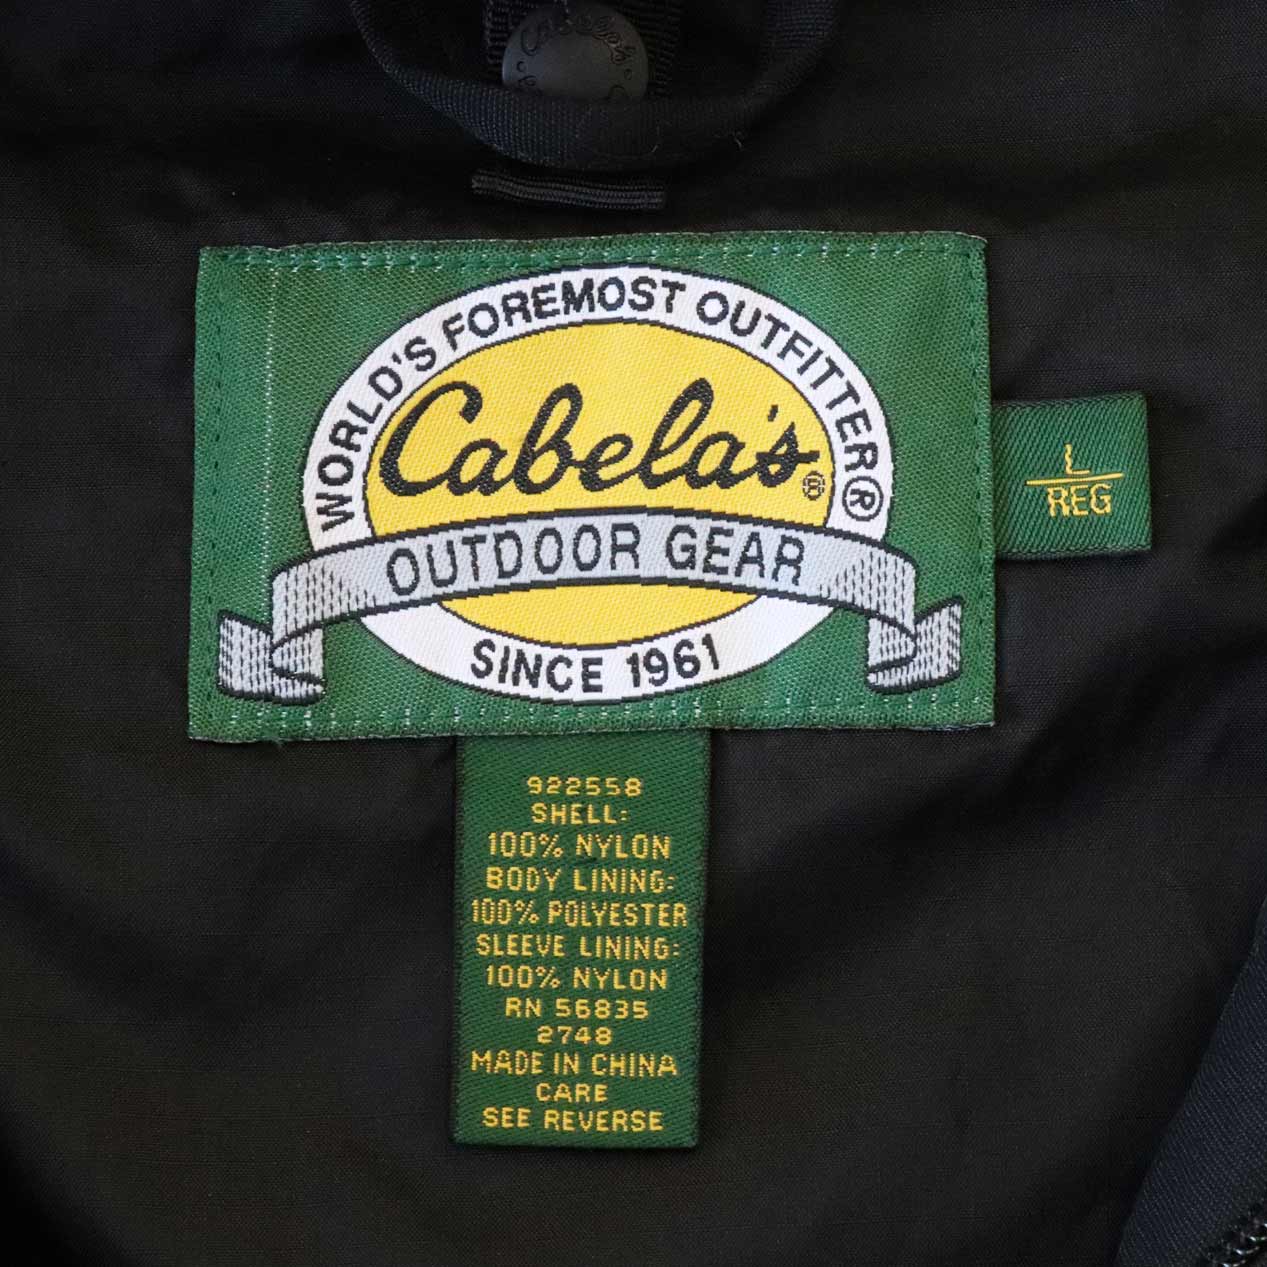 Cabela's
WORLD'S FOREMOST OUTFITTER®
Cabela's®
OUTDOOR GEAR
SINCE 1961
L
REG
922558
SHELL:
100% NYLON
BODY LINING:
100% POLYESTER
SLEEVE LINING:
100% NYLON
RN 56835
2748
MADE IN CHINA
CARE
SEE REVERSE